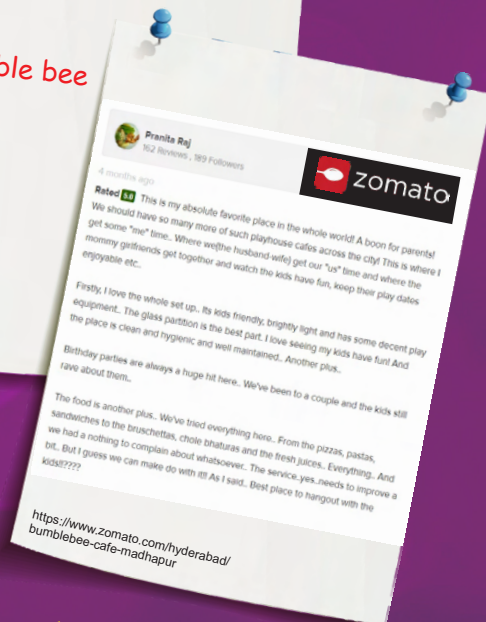 ble bee
Pranita Raj
162 Reviews , 189 Followers
zomato
4 months ago
Rated 5.0 This is my absolute favorite place in the whole world! A boon for parents!
We should have so many more of such playhouse cafes across the city! This is where I
get some "me" time.. Where we(the husband-wife) get our "us" time and where the
mommy girlfriends get together and watch the kids have fun, keep their play dates
enjoyable etc..
Firstly, I love the whole set up.. Its kids friendly, brightly light and has some decent play
equipment.. The glass partition is the best part. I love seeing my kids have fun! And
the place is clean and hygienic and well maintained.. Another plus..
Birthday parties are always a huge hit here.. We've been to a couple and the kids still
rave about them..
The food is another plus.. We've tried everything here.. From the pizzas, pastas,
sandwiches to the bruschettas, chole bhaturas and the fresh juices.. Everything.. And
we had a nothing to complain about whatsoever.. The service..yes..needs to improve a
bit.. But I guess we can make do with it!! As I said.. Best place to hangout with the
kids!!????
https://www.zomato.com/hyderabad/
bumblebee-cafe-madhapur